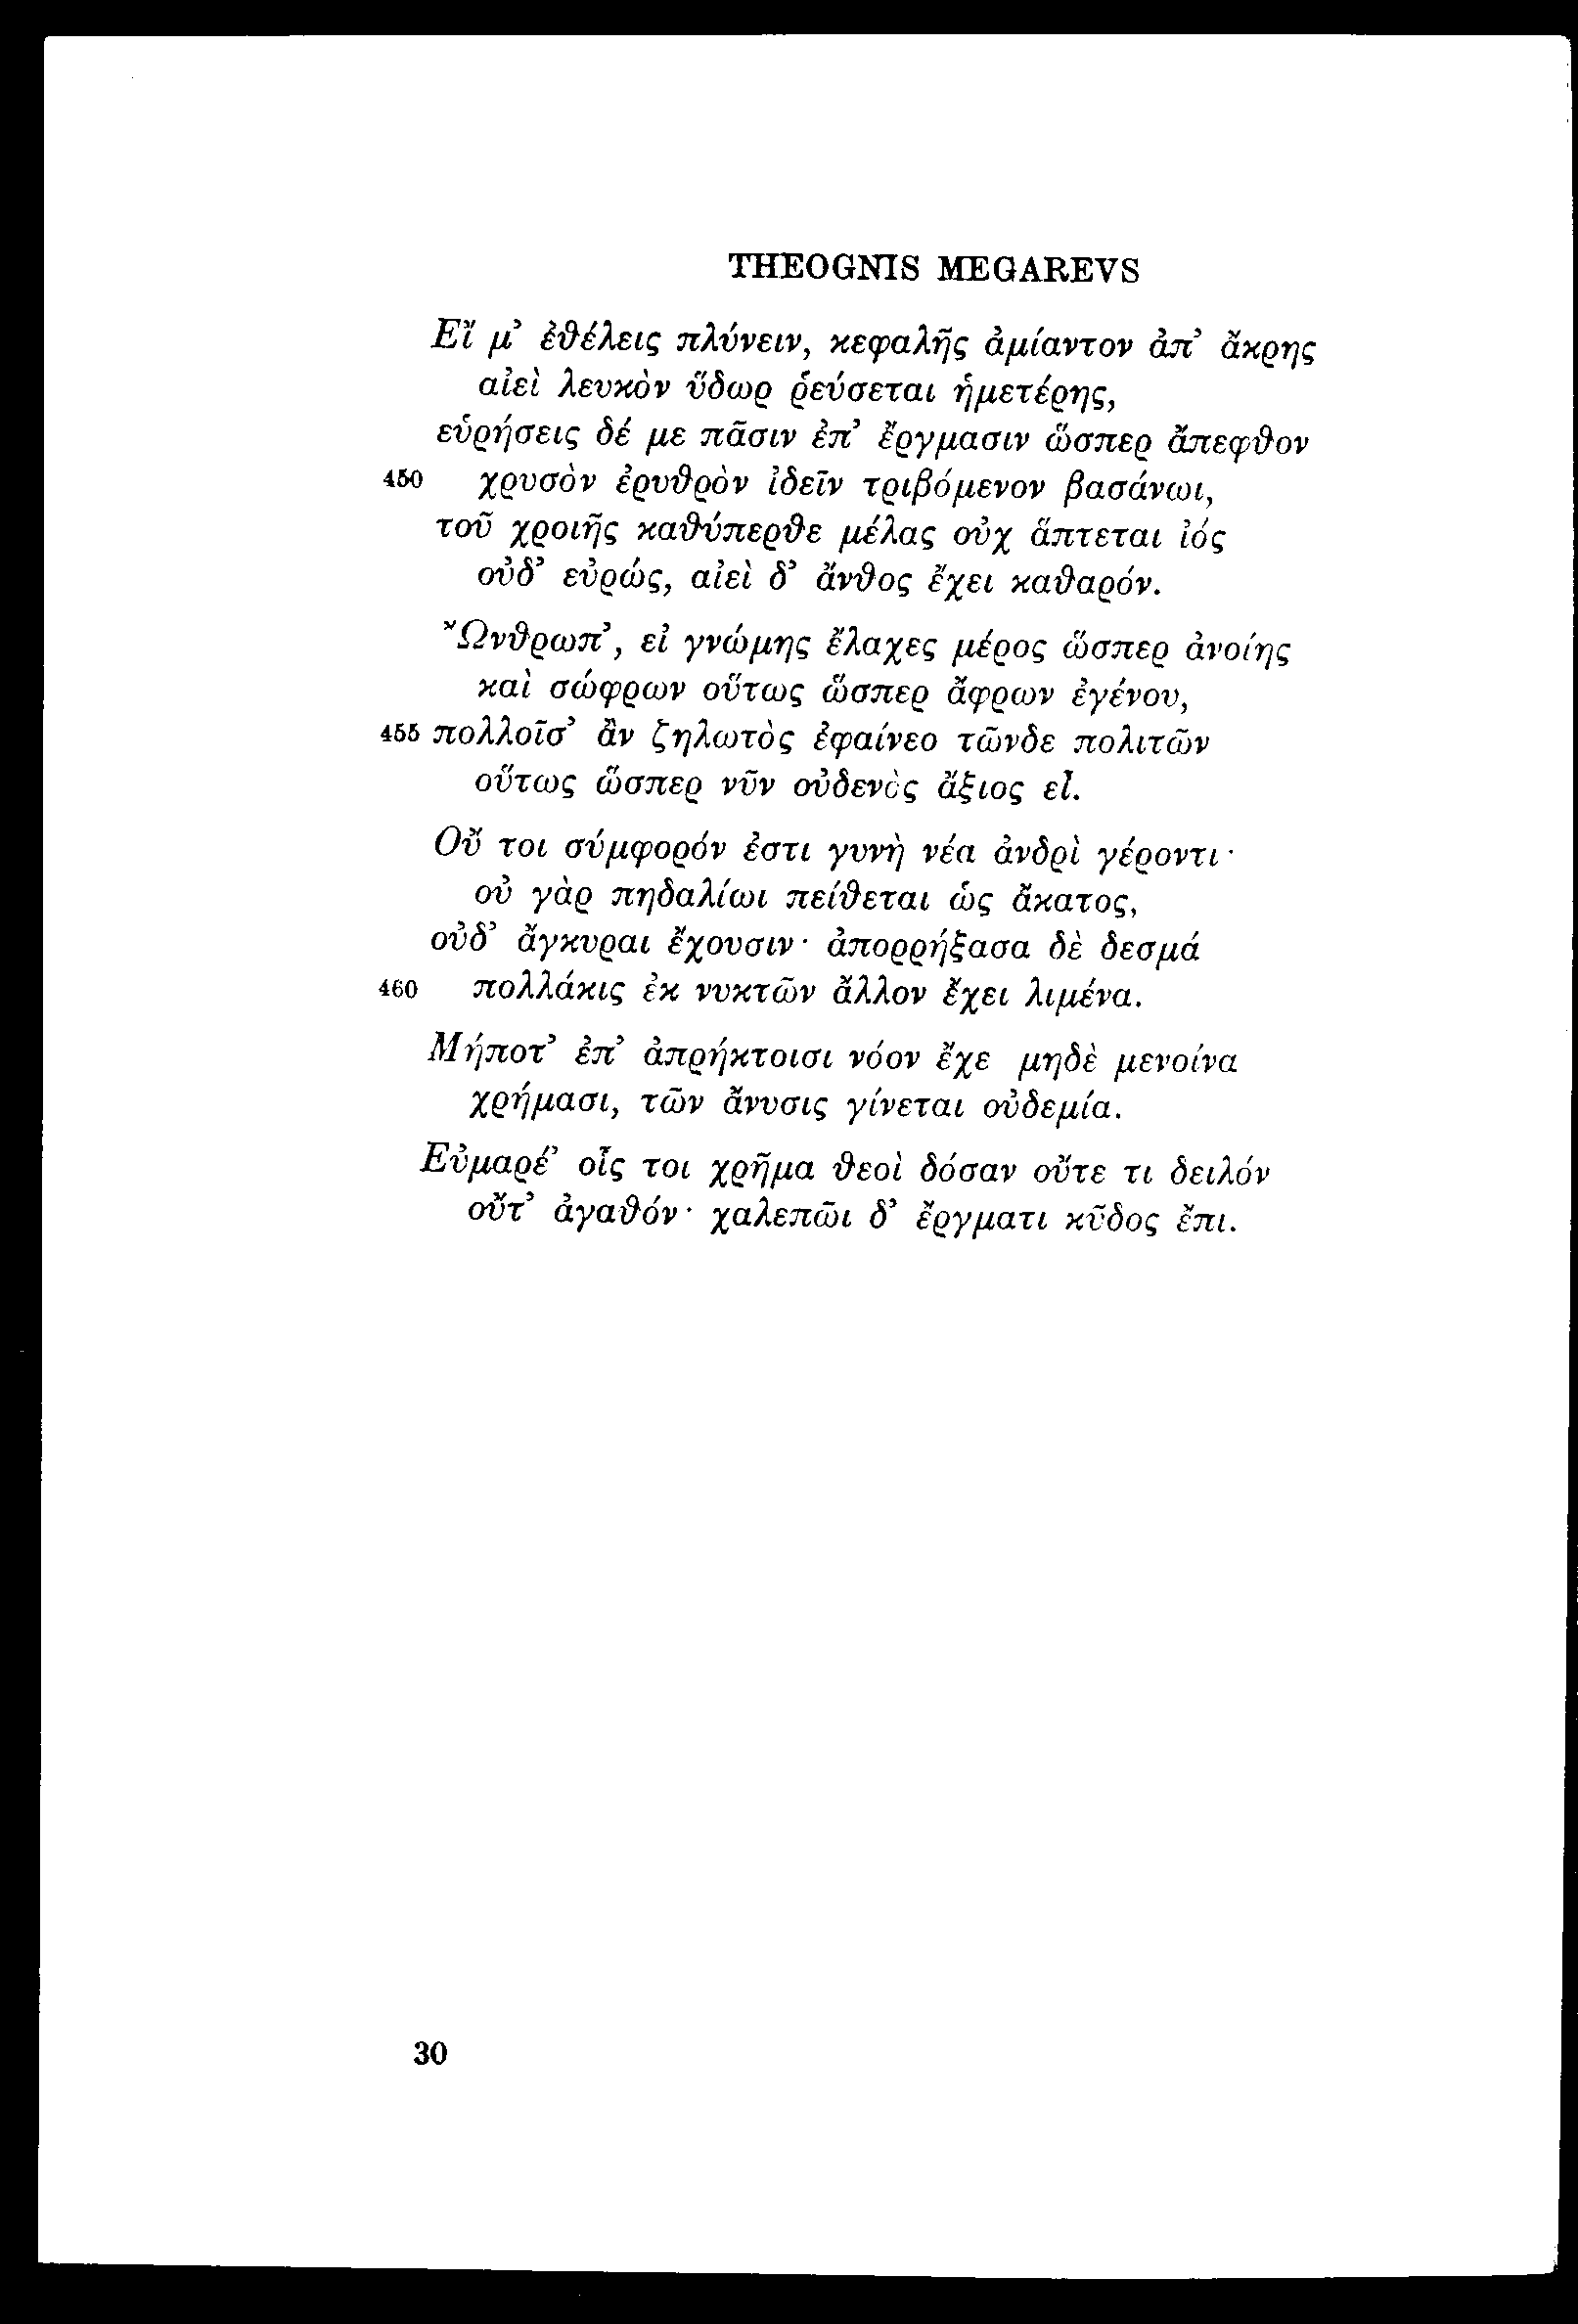 THEOGNIS MEGAREVS
Εἴ μ’ ἐθέλεις πλύνειν, κεφαλῆς ἀμίαντον ἀπ’ ἄκρης
αἰεὶ λευκὸν ὕδωρ ῥεύσεται ἡμετέρης,
εὑρήσεις δέ με πᾶσιν ἐπ’ ἔργμασιν ὥσπερ ἄπεφθον
450 χρυσὸν ἐρυθρὸν ἰδεῖν τριβόμενον βασάνωι,
τοῦ χροιῆς καθύπερθε μέλας οὐχ ἅπτεται ἰός
οὐδ’ εὐρώς, αἰεὶ δ’ ἄνθος ἔχει καθαρόν.
Ὤνθρωπ’, εἰ γνώμης ἔλαχες μέρος ὥσπερ ἀνοίης
καὶ σώφρων οὕτως ὥσπερ ἄφρων ἐγένου,
455 πολλοῖσ’ ἂν ζηλωτὸς ἐφαίνεο τῶνδε πολιτῶν
οὕτως ὥσπερ νῦν οὐδενὸς ἄξιος εἶ.
Οὔ τοι σύμφορόν ἐστι γυνὴ νέα ἀνδρὶ γέροντι·
οὐ γὰρ πηδαλίωι πείθεται ὡς ἄκατος,
οὐδ’ ἄγκυραι ἔχουσιν· ἀπορρήξασα δὲ δεσμά
460 πολλάκις ἐκ νυκτῶν ἄλλον ἔχει λιμένα.
Μήποτ’ ἐπ’ ἀπρήκτοισι νόον ἔχε μηδὲ μενοίνα
χρήμασι, τῶν ἄνυσις γίνεται οὐδεμία.
Εὐμαρέ’ οἷς τοι χρῆμα θεοὶ δόσαν οὔτε τι δειλόν
οὔτ’ ἀγαθόν· χαλεπῶι δ’ ἔργματι κῦδος ἔπι.
30